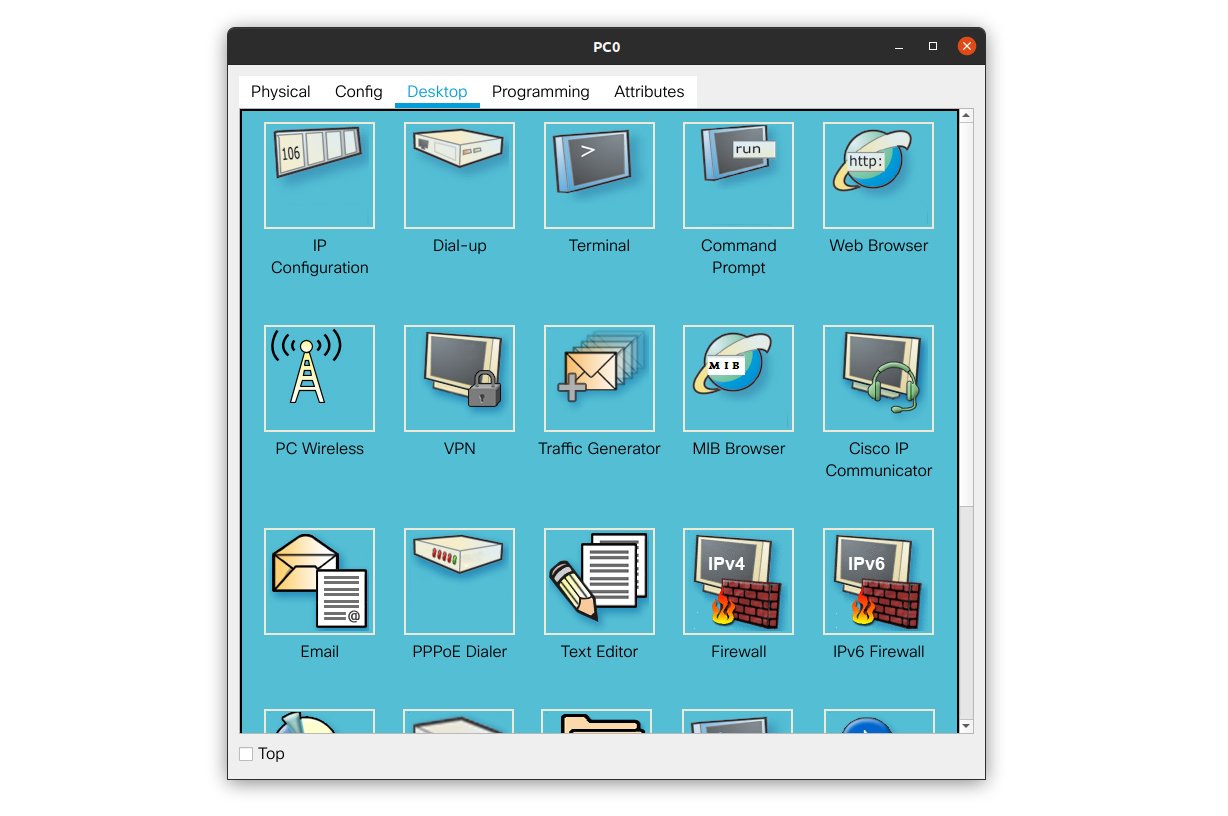 PC0
Physical Config Desktop Programming Attributes
106
>
run
http:
IP
Configuration
Dial-up
Terminal
Command
Prompt
Web Browser
MIB
PC Wireless
VPN
Traffic Generator
MIB Browser
Cisco IP
Communicator
@
IPv4
IPv6
Email
PPPoE Dialer
Text Editor
Firewall
IPv6 Firewall
Top